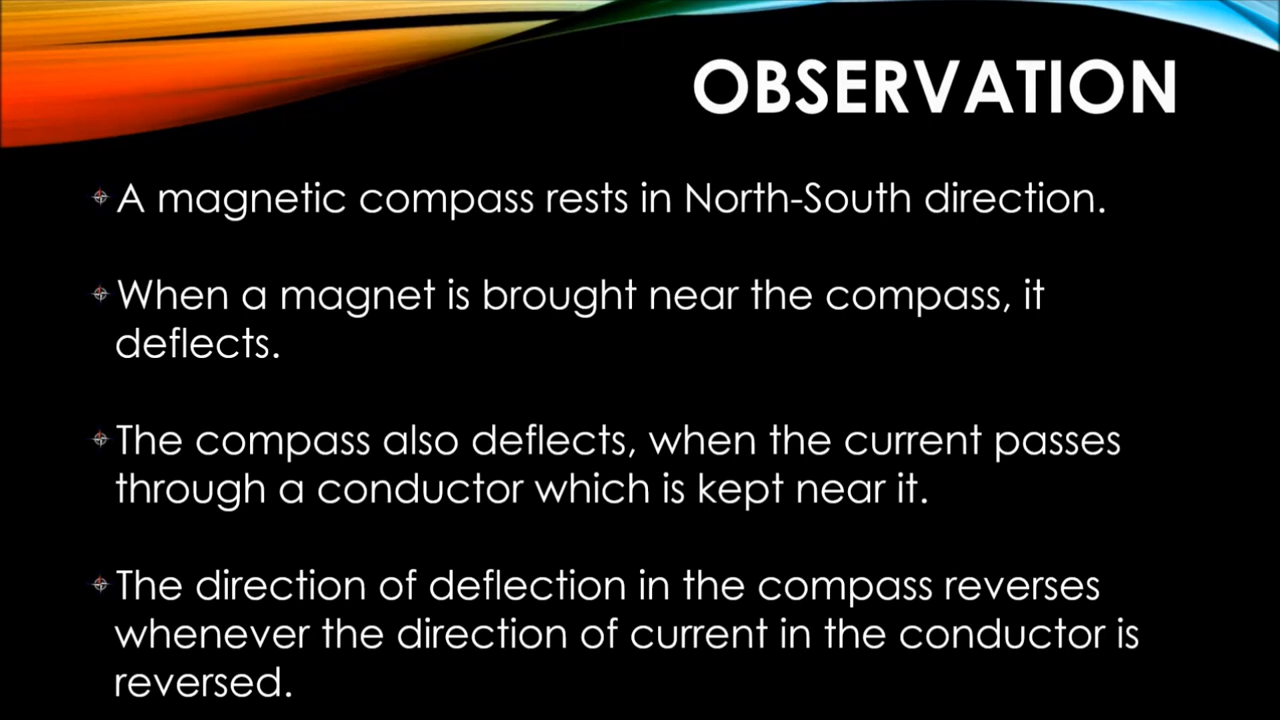 OBSERVATION
A magnetic compass rests in North-South direction.
When a magnet is brought near the compass, it
deflects.
The compass also deflects, when the current passes
through a conductor which is kept near it.
The direction of deflection in the compass reverses
whenever the direction of current in the conductor is
reversed.